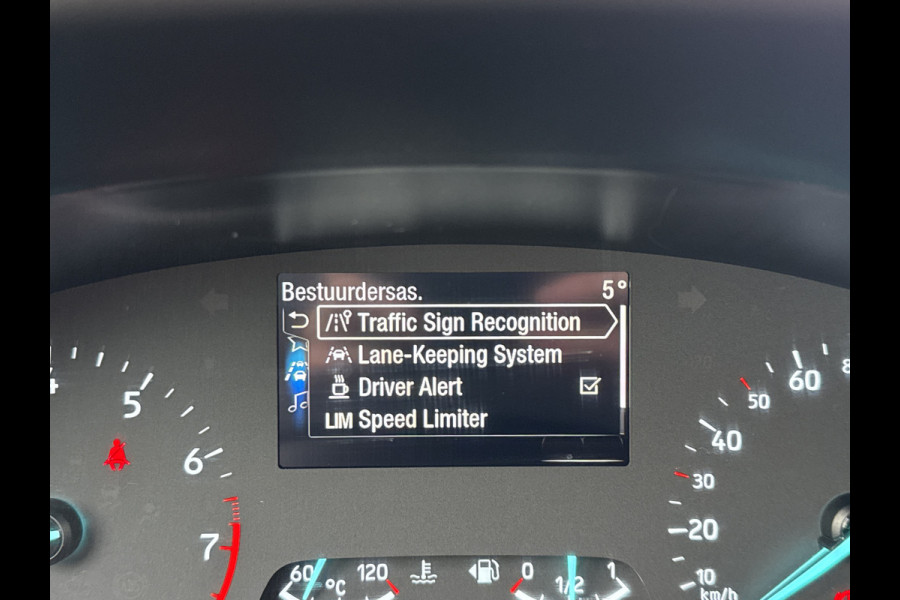 Bestuurdersas. 5°
Traffic Sign Recognition
Lane-Keeping System
Driver Alert
LIM Speed Limiter
5
6
7
60
50
40
30
20
10
km/h
60 °C 120
0 1/2 1